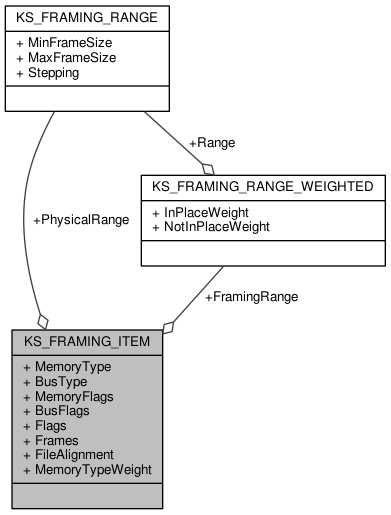 KS_FRAMING_RANGE
+ MinFrameSize
+ MaxFrameSize
+ Stepping
+Range
KS_FRAMING_RANGE_WEIGHTED
+ InPlaceWeight
+ NotInPlaceWeight
+PhysicalRange
+FramingRange
KS_FRAMING_ITEM
+ MemoryType
+ BusType
+ MemoryFlags
+ BusFlags
+ Flags
+ Frames
+ FileAlignment
+ MemoryTypeWeight